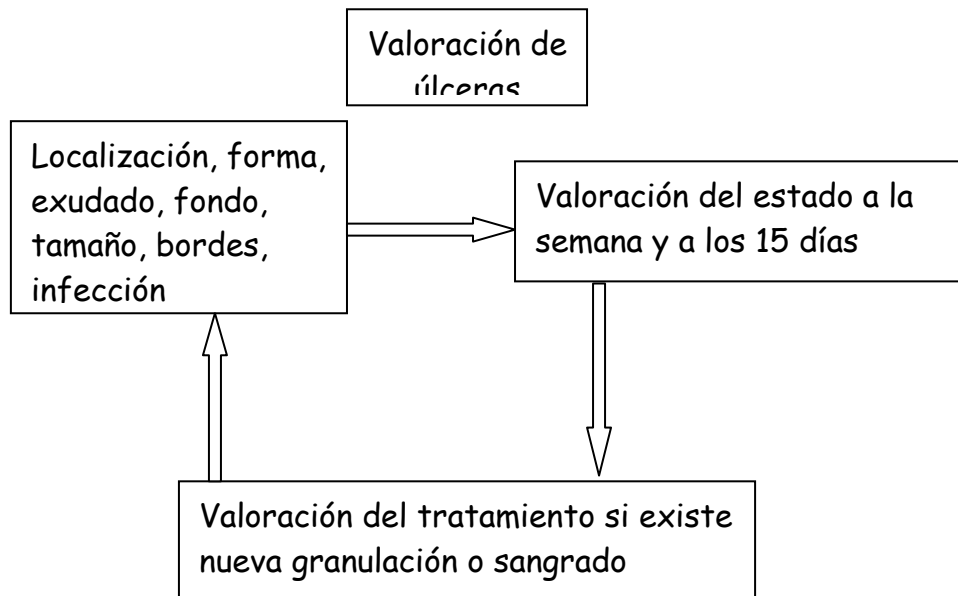 Valoración de
úlceras
Localización, forma,
exudado, fondo,
tamaño, bordes,
infección
Valoración del estado a la
semana y a los 15 días
Valoración del tratamiento si existe
nueva granulación o sangrado